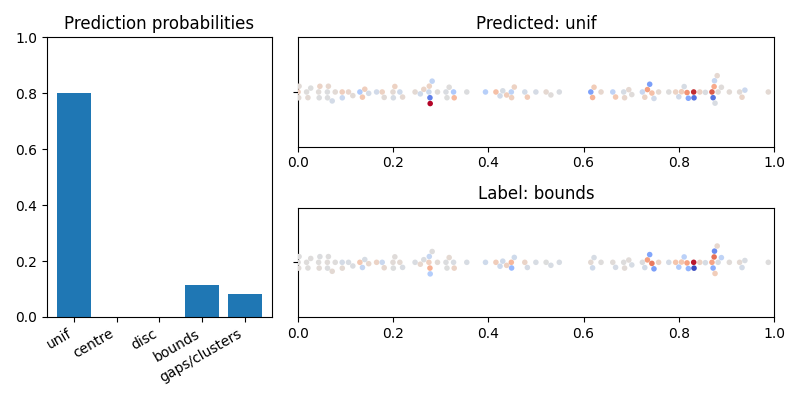 Prediction probabilities
1.0
0.8
0.6
0.4
0.2
0.0
unif
centre
disc
bounds
gaps/clusters
Predicted: unif
0.0 0.2 0.4 0.6 0.8 1.0
Label: bounds
0.0 0.2 0.4 0.6 0.8 1.0